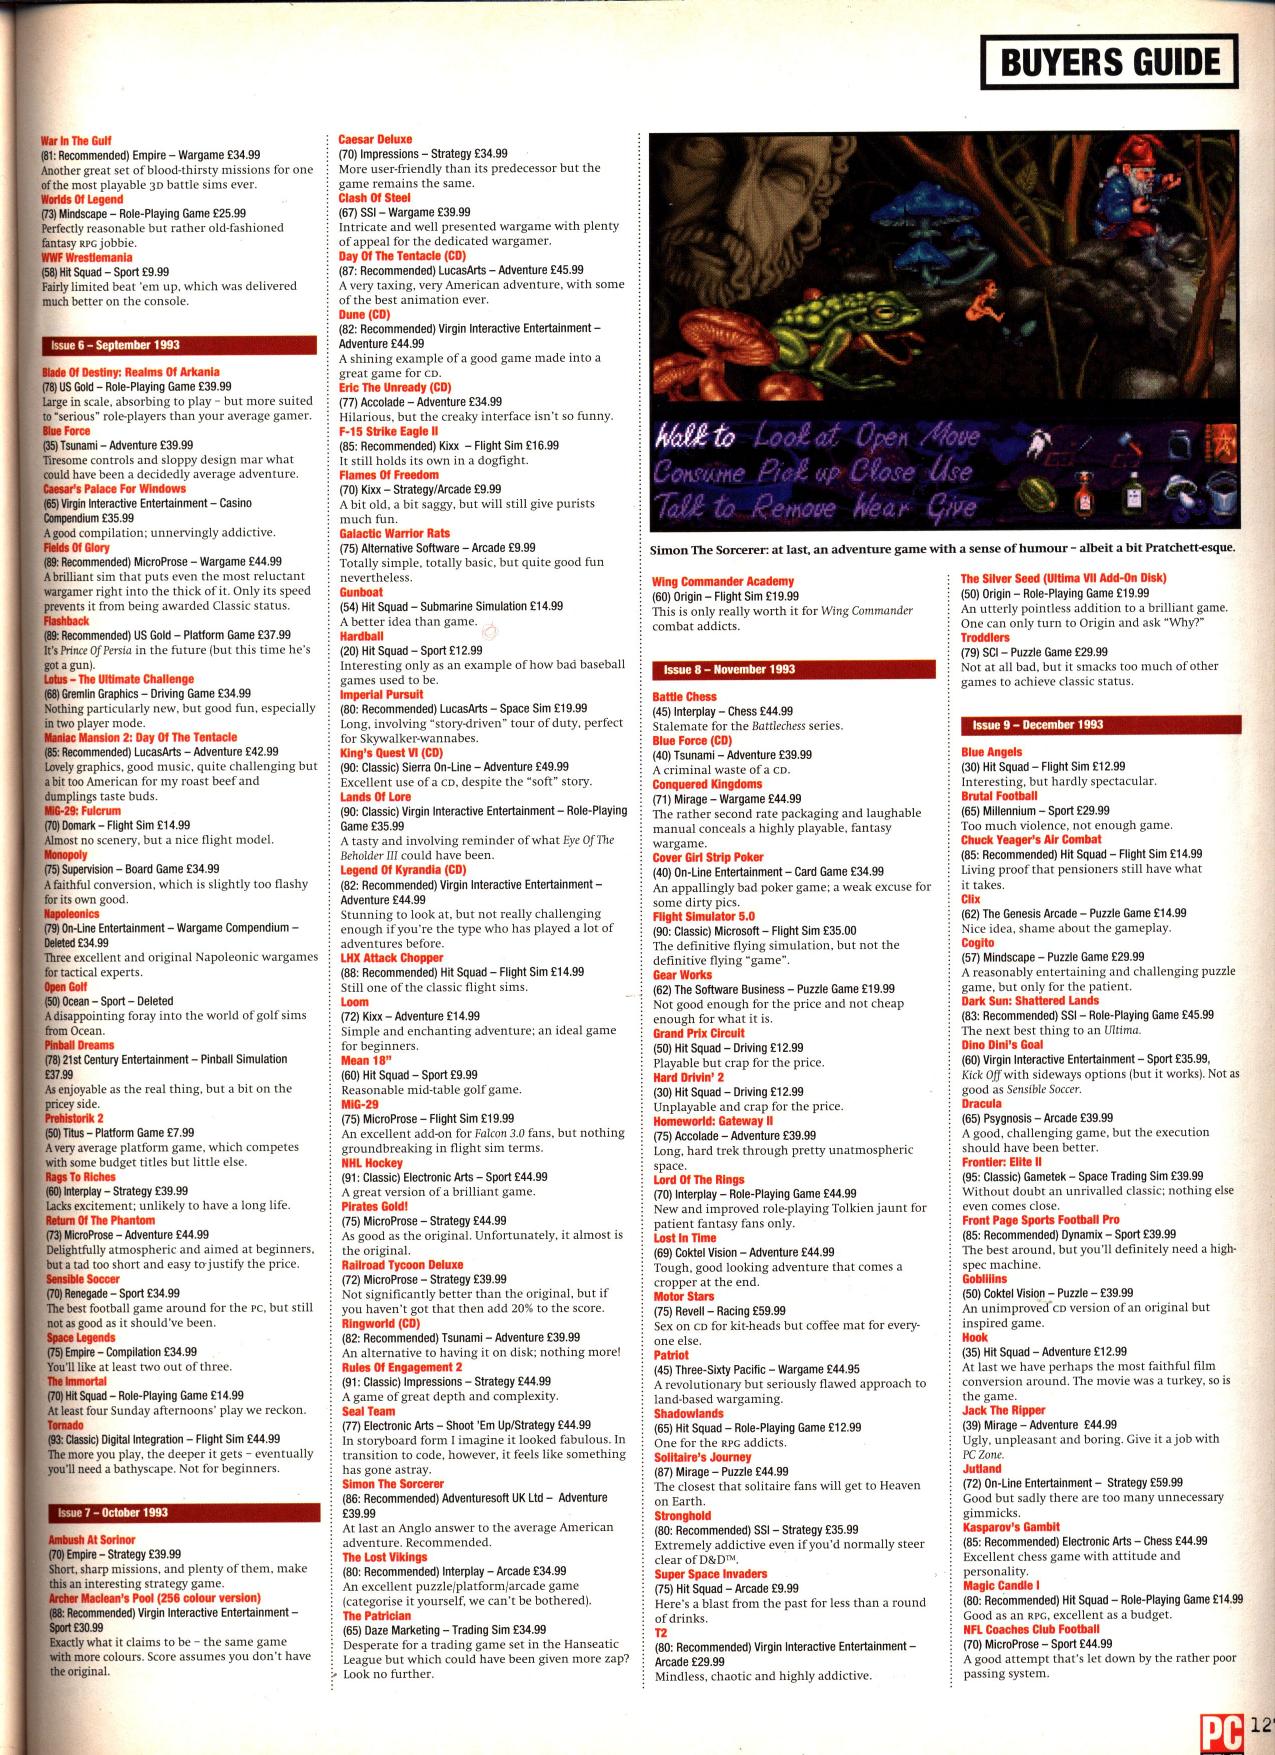 BUYERS GUIDE
War In The Gulf
(81: Recommended) Empire – Wargame £34.99
Another great set of blood-thirsty missions for one
of the most playable 3D battle sims ever.
Worlds Of Legend
(73) Mindscape – Role-Playing Game £25.99
Perfectly reasonable but rather old-fashioned
fantasy RPG jobbie.
WWF Wrestlemania
(58) Hit Squad – Sport £9.99
Fairly limited beat 'em up, which was delivered
much better on the console.
Issue 6 – September 1993
Blade Of Destiny: Realms Of Arkania
(78) US Gold – Role-Playing Game £39.99
Large in scale, absorbing to play – but more suited
to "serious" role-players than your average gamer.
Blue Force
(35) Tsunami – Adventure £39.99
Tiresome controls and sloppy design mar what
could have been a decidedly average adventure.
Caesar's Palace For Windows
(65) Virgin Interactive Entertainment – Casino
Compendium £35.99
A good compilation; unnervingly addictive.
Fields Of Glory
(89: Recommended) MicroProse – Wargame £44.99
A brilliant sim that puts even the most reluctant
wargamer right into the thick of it. Only its speed
prevents it from being awarded Classic status.
Flashback
(89: Recommended) US Gold – Platform Game £37.99
It's Prince Of Persia in the future (but this time he's
got a gun).
Lotus – The Ultimate Challenge
(68) Gremlin Graphics – Driving Game £34.99
Nothing particularly new, but good fun, especially
in two player mode.
Maniac Mansion 2: Day Of The Tentacle
(85: Recommended) LucasArts – Adventure £42.99
Lovely graphics, good music, quite challenging but
a bit too American for my roast beef and
dumplings taste buds.
MiG-29: Fulcrum
(70) Domark – Flight Sim £14.99
Almost no scenery, but a nice flight model.
Monopoly
(75) Supervision – Board Game £34.99
A faithful conversion, which is slightly too flashy
for its own good.
Napoleonics
(79) On-Line Entertainment – Wargame Compendium –
Deleted £34.99
Three excellent and original Napoleonic wargames
for tactical experts.
Open Golf
(50) Ocean – Sport – Deleted
A disappointing foray into the world of golf sims
from Ocean.
Pinball Dreams
(78) 21st Century Entertainment – Pinball Simulation
£37.99
As enjoyable as the real thing, but a bit on the
pricey side.
Prehistorik 2
(50) Titus – Platform Game £7.99
A very average platform game, which competes
with some budget titles but little else.
Rags To Riches
(60) Interplay – Strategy £39.99
Lacks excitement; unlikely to have a long life.
Return Of The Phantom
(73) MicroProse – Adventure £44.99
Delightfully atmospheric and aimed at beginners,
but a tad too short and easy to justify the price.
Sensible Soccer
(70) Renegade – Sport £34.99
The best football game around for the PC, but still
not as good as it should've been.
Space Legends
(75) Empire – Compilation £34.99
You'll like at least two out of three.
The Immortal
(70) Hit Squad – Role-Playing Game £14.99
At least four Sunday afternoons' play we reckon.
Tornado
(93: Classic) Digital Integration – Flight Sim £44.99
The more you play, the deeper it gets – eventually
you'll need a bathyscape. Not for beginners.
Issue 7 – October 1993
Ambush At Sorinor
(70) Empire – Strategy £39.99
Short, sharp missions, and plenty of them, make
this an interesting strategy game.
Archer Maclean's Pool (256 colour version)
(88: Recommended) Virgin Interactive Entertainment –
Sport £30.99
Exactly what it claims to be – the same game
with more colours. Score assumes you don't have
the original.
Caesar Deluxe
(70) Impressions – Strategy £34.99
More user-friendly than its predecessor but the
game remains the same.
Clash Of Steel
(67) SSI – Wargame £39.99
Intricate and well presented wargame with plenty
of appeal for the dedicated wargamer.
Day Of The Tentacle (CD)
(87: Recommended) LucasArts – Adventure £45.99
A very taxing, very American adventure, with some
of the best animation ever.
Dune (CD)
(82: Recommended) Virgin Interactive Entertainment –
Adventure £44.99
A shining example of a good game made into a
great game for CD.
Eric The Unready (CD)
(77) Accolade – Adventure £34.99
Hilarious, but the creaky interface isn't so funny.
F-15 Strike Eagle II
(85: Recommended) Kixx – Flight Sim £16.99
It still holds its own in a dogfight.
Flames Of Freedom
(70) Kixx – Strategy/Arcade £9.99
A bit old, a bit saggy, but will still give purists
much fun.
Galactic Warrior Rats
(75) Alternative Software – Arcade £9.99
Totally simple, totally basic, but quite good fun
nevertheless.
Gunboat
(54) Hit Squad – Submarine Simulation £14.99
A better idea than game.
Hardball
(20) Hit Squad – Sport £12.99
Interesting only as an example of how bad baseball
games used to be.
Imperial Pursuit
(80: Recommended) LucasArts – Space Sim £19.99
Long, involving "story-driven" tour of duty, perfect
for Skywalker-wannabes.
King's Quest VI (CD)
(90: Classic) Sierra On-Line – Adventure £49.99
Excellent use of a CD, despite the "soft" story.
Lands Of Lore
(90: Classic) Virgin Interactive Entertainment – Role-Playing
Game £35.99
A tasty and involving reminder of what Eye Of The
Beholder III could have been.
Legend Of Kyrandia (CD)
(82: Recommended) Virgin Interactive Entertainment –
Adventure £44.99
Stunning to look at, but not really challenging
enough if you're the type who has played a lot of
adventures before.
LHX Attack Chopper
(88: Recommended) Hit Squad – Flight Sim £14.99
Still one of the classic flight sims.
Loom
(72) Kixx – Adventure £14.99
Simple and enchanting adventure; an ideal game
for beginners.
Mean 18"
(60) Hit Squad – Sport £9.99
Reasonable mid-table golf game.
MiG-29
(75) MicroProse – Flight Sim £19.99
An excellent add-on for Falcon 3.0 fans, but nothing
groundbreaking in flight sim terms.
NHL Hockey
(91: Classic) Electronic Arts – Sport £44.99
A great version of a brilliant game.
Pirates Gold!
(75) MicroProse – Strategy £44.99
As good as the original. Unfortunately, it almost is
the original.
Railroad Tycoon Deluxe
(72) MicroProse – Strategy £39.99
Not significantly better than the original, but if
you haven't got that then add 20% to the score.
Ringworld (CD)
(82: Recommended) Tsunami – Adventure £39.99
An alternative to having it on disk; nothing more!
Rules Of Engagement 2
(91: Classic) Impressions – Strategy £44.99
A game of great depth and complexity.
Seal Team
(77) Electronic Arts – Shoot 'Em Up/Strategy £44.99
In storyboard form I imagine it looked fabulous. In
transition to code, however, it feels like something
has gone astray.
Simon The Sorcerer
(86: Recommended) Adventuresoft UK Ltd – Adventure
£39.99
At last an Anglo answer to the average American
adventure. Recommended.
The Lost Vikings
(80: Recommended) Interplay – Arcade £34.99
An excellent puzzle/platform/arcade game
(categorise it yourself, we can't be bothered).
The Patrician
(65) Daze Marketing – Trading Sim £34.99
Desperate for a trading game set in the Hanseatic
League but which could have been given more zap?
Look no further.
Walk to Look at Open Move
Consume Pick up Close Use
Talk to Remove Wear Give
Simon The Sorcerer: at last, an adventure game with a sense of humour – albeit a bit Pratchett-esque.
Wing Commander Academy
(60) Origin – Flight Sim £19.99
This is only really worth it for Wing Commander
combat addicts.
Issue 8 – November 1993
Battle Chess
(45) Interplay – Chess £44.99
Stalemate for the Battlechess series.
Blue Force (CD)
(40) Tsunami – Adventure £39.99
A criminal waste of a CD.
Conquered Kingdoms
(71) Mirage – Wargame £44.99
The rather second rate packaging and laughable
manual conceals a highly playable, fantasy
wargame.
Cover Girl Strip Poker
(40) On-Line Entertainment – Card Game £34.99
An appallingly bad poker game; a weak excuse for
some dirty pics.
Flight Simulator 5.0
(90: Classic) Microsoft – Flight Sim £35.00
The definitive flying simulation, but not the
definitive flying "game".
Gear Works
(62) The Software Business – Puzzle Game £19.99
Not good enough for the price and not cheap
enough for what it is.
Grand Prix Circuit
(50) Hit Squad – Driving £12.99
Playable but crap for the price.
Hard Drivin' 2
(30) Hit Squad – Driving £12.99
Unplayable and crap for the price.
Homeworld: Gateway II
(75) Accolade – Adventure £39.99
Long, hard trek through pretty unatmospheric
space.
Lord Of The Rings
(70) Interplay – Role-Playing Game £44.99
New and improved role-playing Tolkien jaunt for
patient fantasy fans only.
Lost In Time
(69) Coktel Vision – Adventure £44.99
Tough, good looking adventure that comes a
cropper at the end.
Motor Stars
(75) Revell – Racing £59.99
Sex on CD for kit-heads but coffee mat for every-
one else.
Patriot
(45) Three-Sixty Pacific – Wargame £44.95
A revolutionary but seriously flawed approach to
land-based wargaming.
Shadowlands
(65) Hit Squad – Role-Playing Game £12.99
One for the RPG addicts.
Solitaire's Journey
(87) Mirage – Puzzle £44.99
The closest that solitaire fans will get to Heaven
on Earth.
Stronghold
(80: Recommended) SSI – Strategy £35.99
Extremely addictive even if you'd normally steer
clear of D&D™.
Super Space Invaders
(75) Hit Squad – Arcade £9.99
Here's a blast from the past for less than a round
of drinks.
T2
(80: Recommended) Virgin Interactive Entertainment –
Arcade £29.99
Mindless, chaotic and highly addictive.
The Silver Seed (Ultima VII Add-On Disk)
(50) Origin – Role-Playing Game £19.99
An utterly pointless addition to a brilliant game.
One can only turn to Origin and ask "Why?"
Troddlers
(79) SCI – Puzzle Game £29.99
Not at all bad, but it smacks too much of other
games to achieve classic status.
Issue 9 – December 1993
Blue Angels
(30) Hit Squad – Flight Sim £12.99
Interesting, but hardly spectacular.
Brutal Football
(65) Millennium – Sport £29.99
Too much violence, not enough game.
Chuck Yeager's Air Combat
(85: Recommended) Hit Squad – Flight Sim £14.99
Living proof that pensioners still have what
it takes.
Clix
(62) The Genesis Arcade – Puzzle Game £14.99
Nice idea, shame about the gameplay.
Cogito
(57) Mindscape – Puzzle Game £29.99
A reasonably entertaining and challenging puzzle
game, but only for the patient.
Dark Sun: Shattered Lands
(83: Recommended) SSI – Role-Playing Game £45.99
The next best thing to an Ultima.
Dino Dini's Goal
(60) Virgin Interactive Entertainment – Sport £35.99,
Kick Off with sideways options (but it works). Not as
good as Sensible Soccer.
Dracula
(65) Psygnosis – Arcade £39.99
A good, challenging game, but the execution
should have been better.
Frontier: Elite II
(95: Classic) Gametek – Space Trading Sim £39.99
Without doubt an unrivalled classic; nothing else
even comes close.
Front Page Sports Football Pro
(85: Recommended) Dynamix – Sport £39.99
The best around, but you'll definitely need a high-
spec machine.
Gobliiins
(50) Coktel Vision – Puzzle – £39.99
An unimproved CD version of an original but
inspired game.
Hook
(35) Hit Squad – Adventure £12.99
At last we have perhaps the most faithful film
conversion around. The movie was a turkey, so is
the game.
Jack The Ripper
(39) Mirage – Adventure £44.99
Ugly, unpleasant and boring. Give it a job with
PC Zone.
Jutland
(72) On-Line Entertainment – Strategy £59.99
Good but sadly there are too many unnecessary
gimmicks.
Kasparov's Gambit
(85: Recommended) Electronic Arts – Chess £44.99
Excellent chess game with attitude and
personality.
Magic Candle I
(80: Recommended) Hit Squad – Role-Playing Game £14.99
Good as an RPG, excellent as a budget.
NFL Coaches Club Football
(70) MicroProse – Sport £44.99
A good attempt that's let down by the rather poor
passing system.
PC